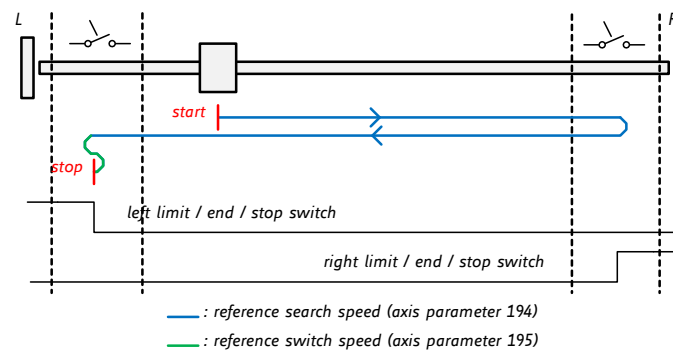 L
start
stop
left limit / end / stop switch
right limit / end / stop switch
: reference search speed (axis parameter 194)
: reference switch speed (axis parameter 195)